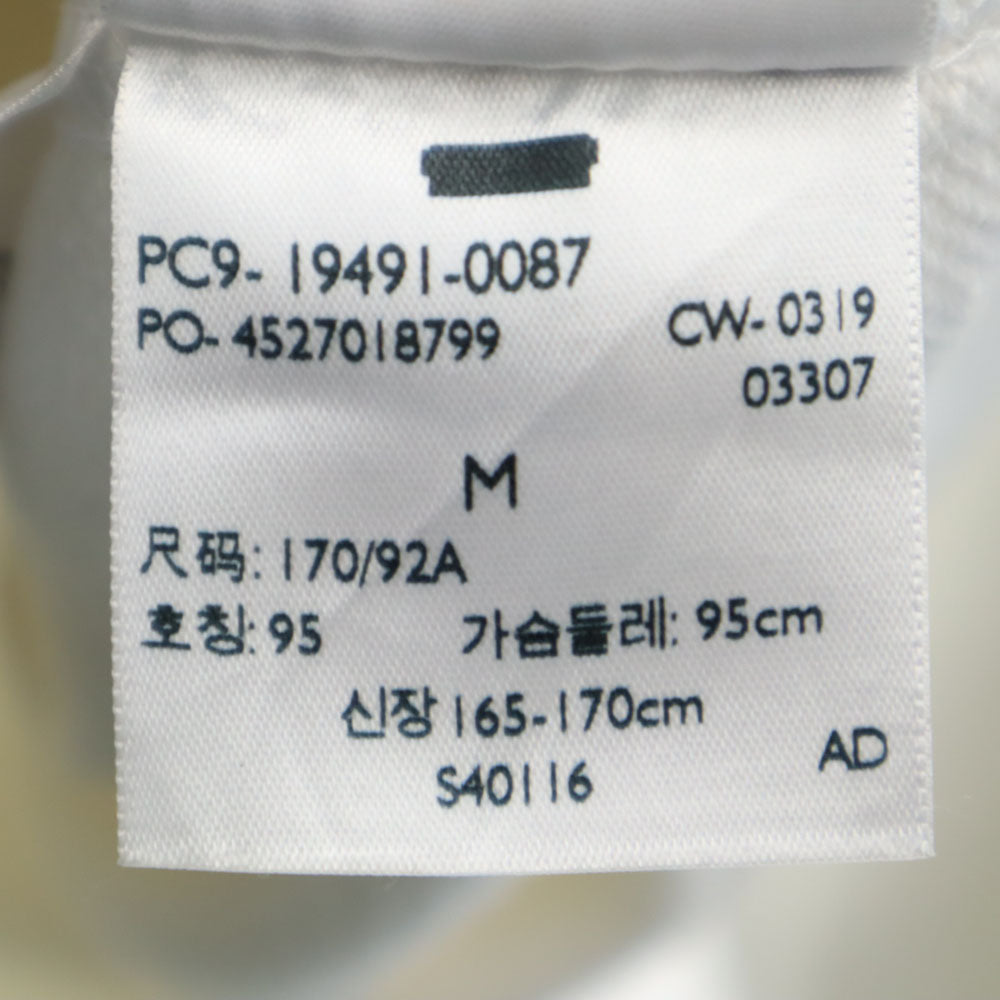 PC9-19491-0087
PO-4527018799 CW-0319
03307
M
尺码: 170/92A
호칭: 95 가슴둘레: 95cm
신장 165-170cm
S40116 AD